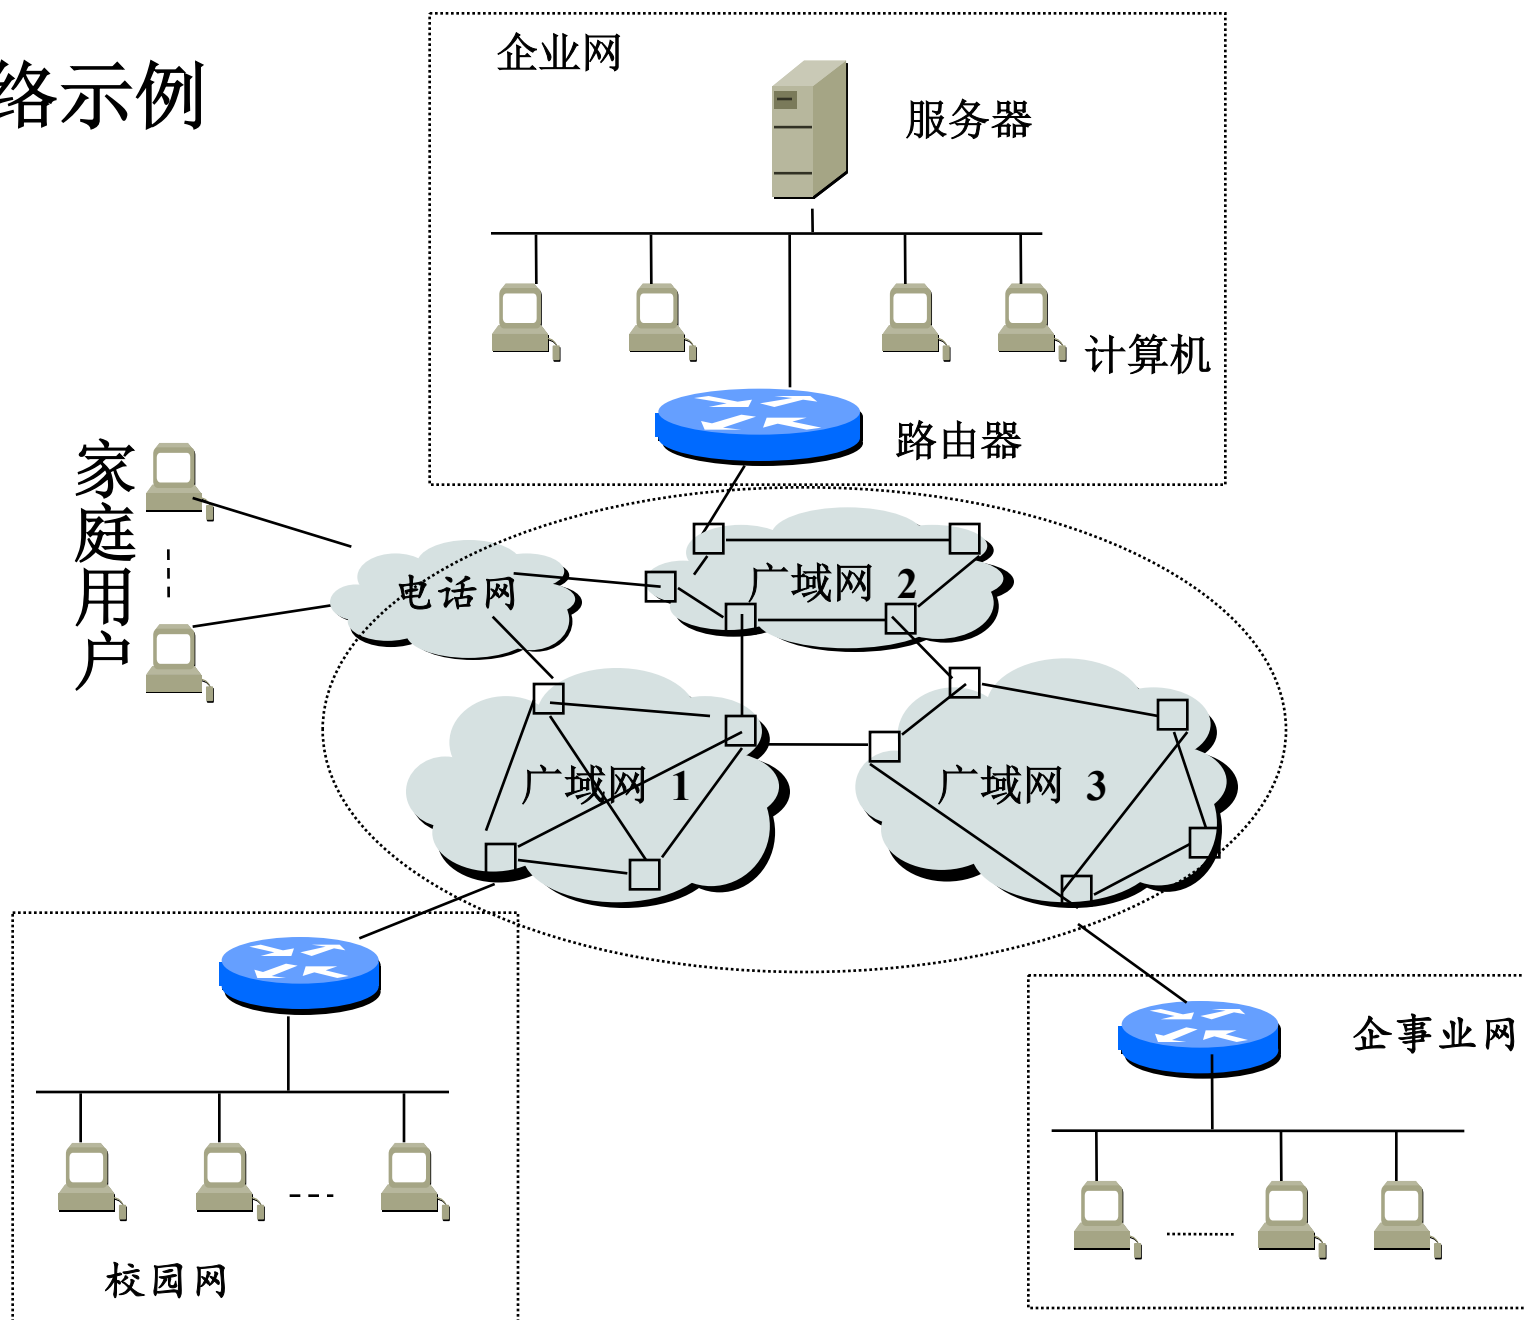 络示例
企业网
服务器
计算机
路由器
家庭用户
电话网
广域网 2
广域网 1
广域网 3
企事业网
校园网